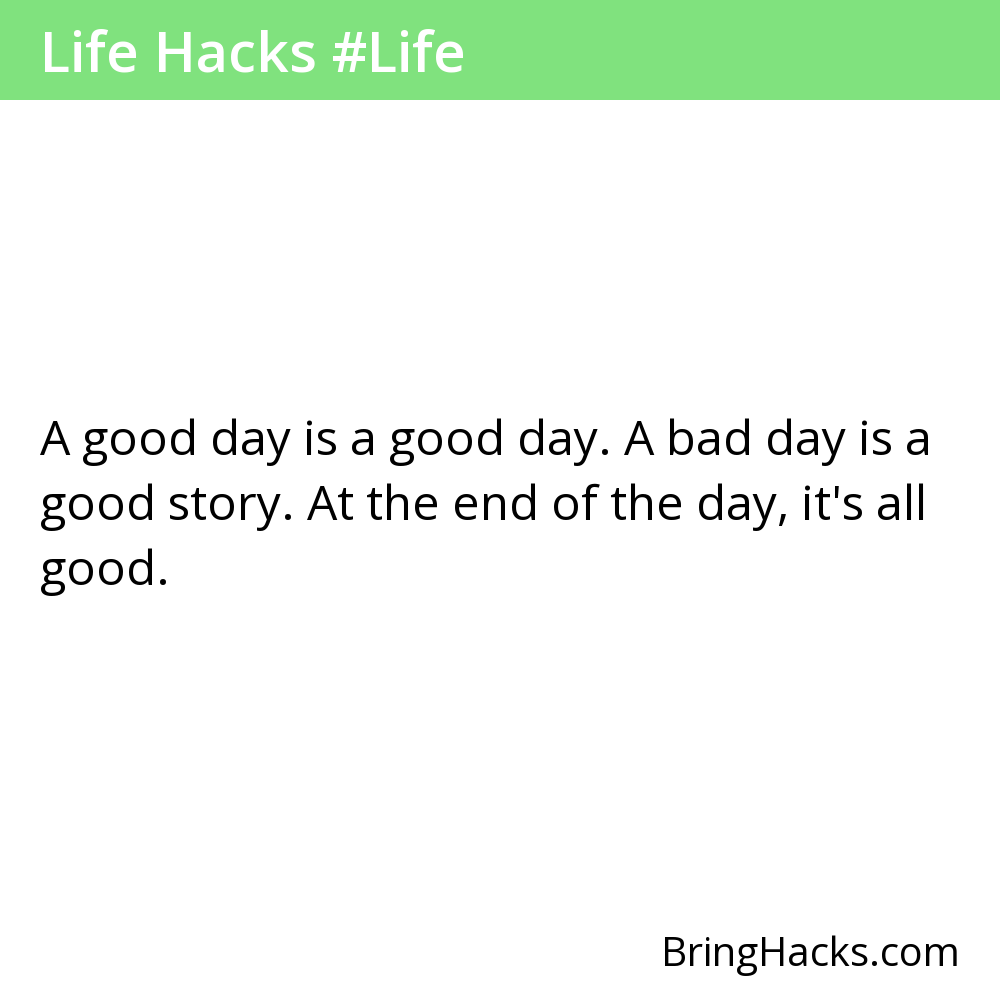 Life Hacks #Life
A good day is a good day. A bad day is a
good story. At the end of the day, it's all
good.
BringHacks.com